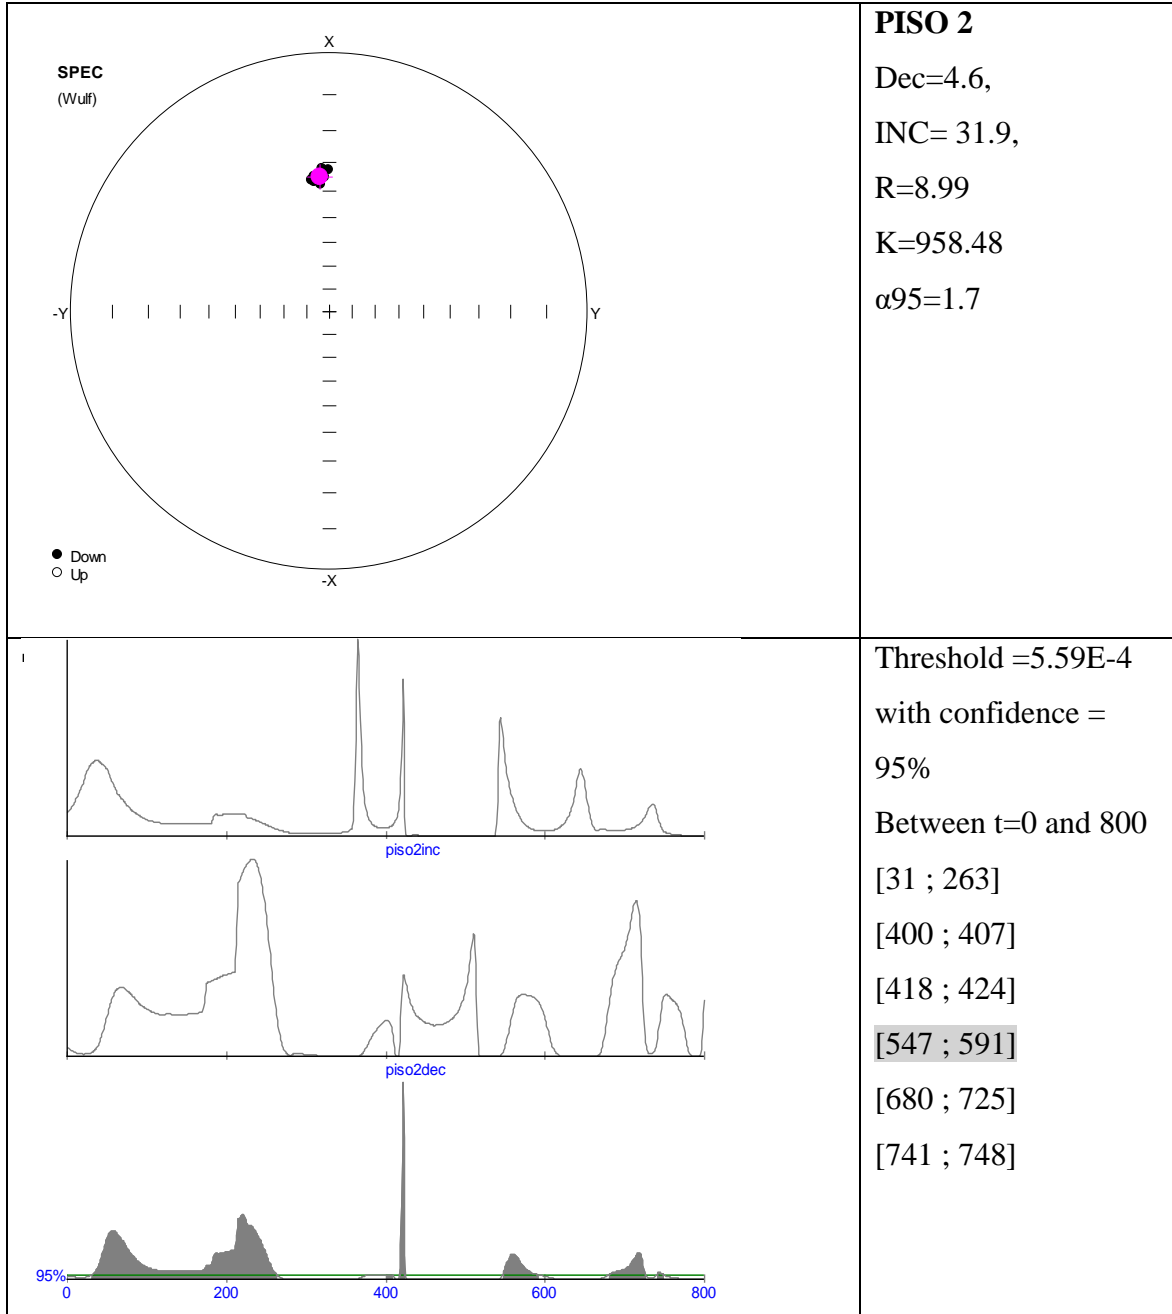 X
SPEC
(Wulf)
-Y
Y
Down
Up
-X
PISO 2
Dec=4.6,
INC= 31.9,
R=8.99
K=958.48
α95=1.7
piso2inc
piso2dec
95%
0 200 400 600 800
Threshold =5.59E-4
with confidence =
95%
Between t=0 and 800
[31 ; 263]
[400 ; 407]
[418 ; 424]
[547 ; 591]
[680 ; 725]
[741 ; 748]